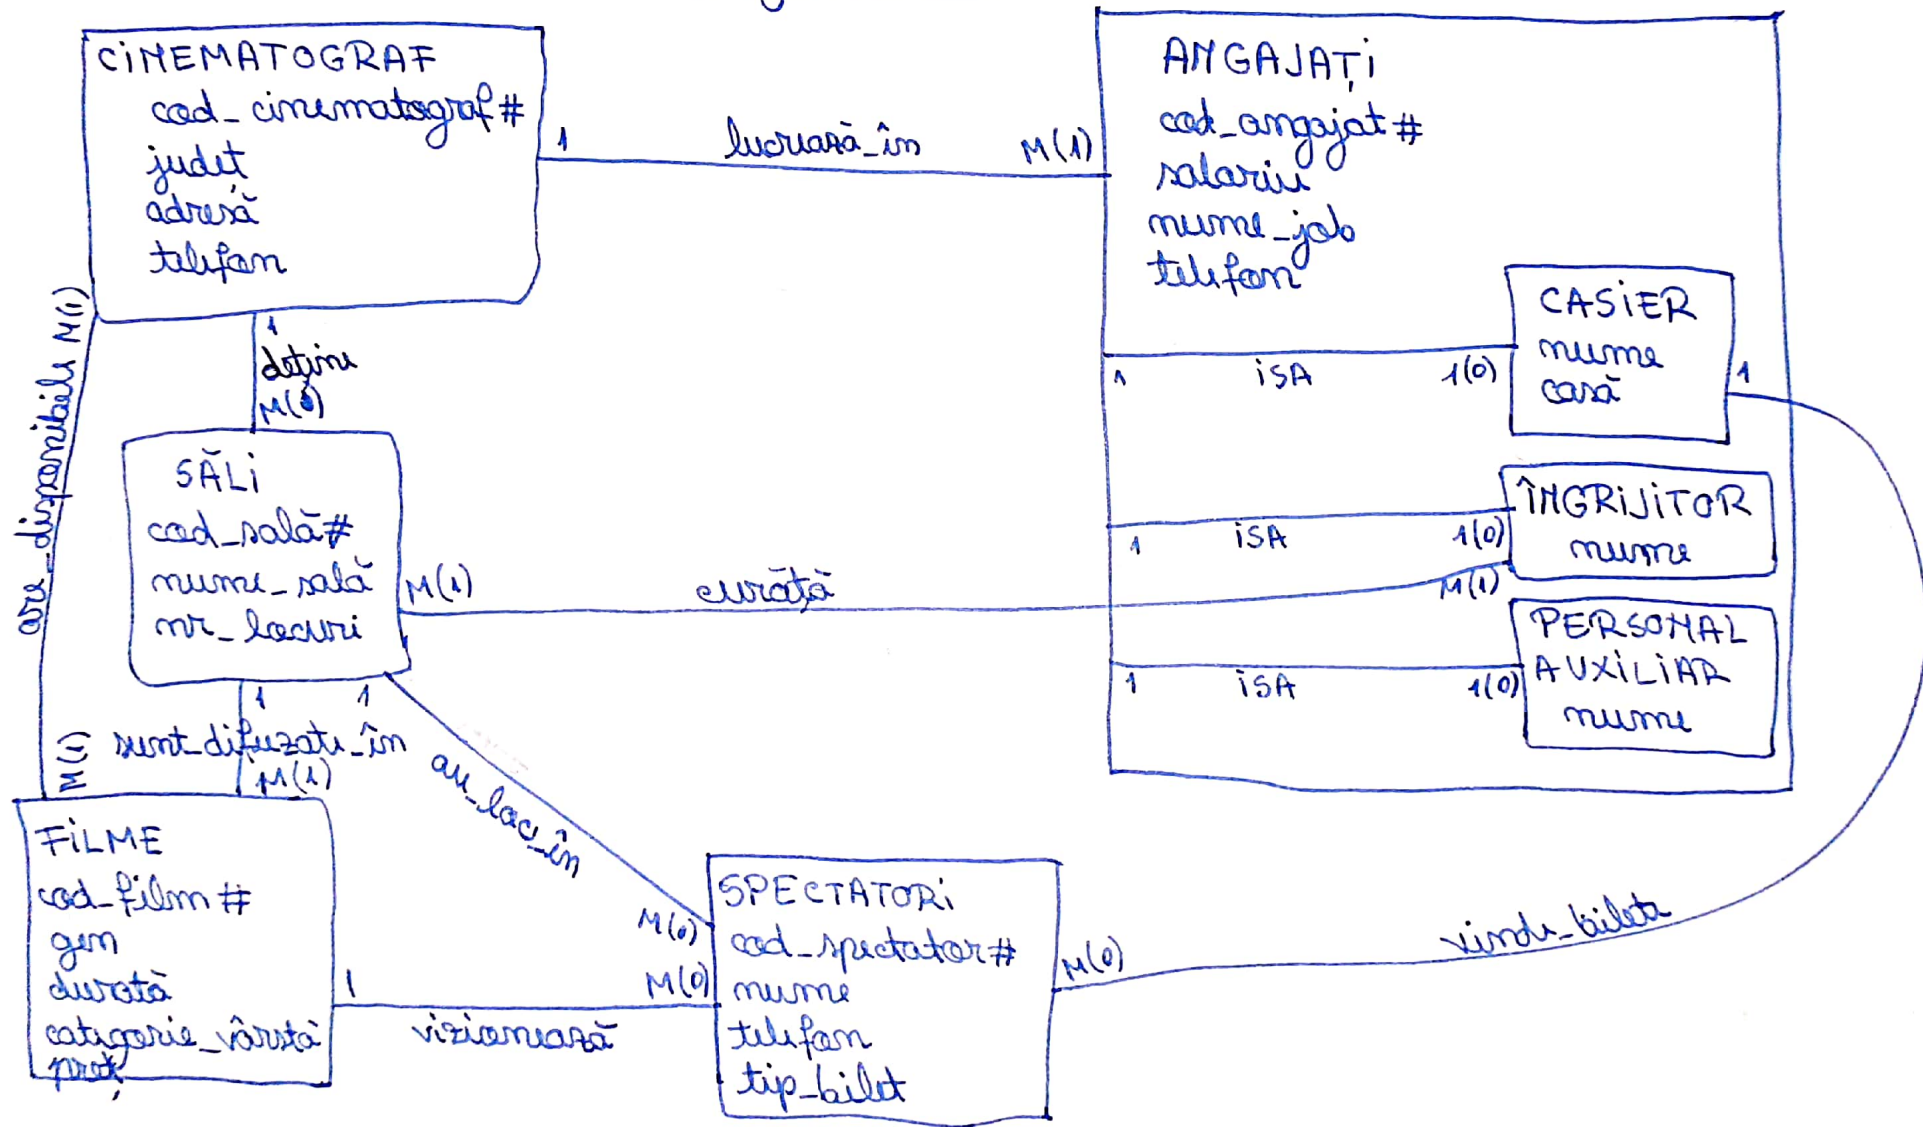 CINEMATOGRAF
cod_cinematograf#
județ
adresă
telefon
1
lucrează_în
M(1)
ANGAJAȚI
cod_angajat#
salariu
nume_job
telefon
1
ISA
1(0)
CASIER
nume
casă
1
1
ISA
1(0)
ÎNGRIJITOR
nume
1
ISA
1(0)
PERSONAL
AUXILIAR
nume
1
deține
are_disponibile
M(1)
M(1)
SĂLI
cod_sală#
nume_sală
nr_locuri
M(1)
curăță
M(1)
1
sunt_difuzate_în
M(1)
1
au_loc_în
M(0)
FILME
cod_film#
gen
durată
categorie_vârstă
preț
1
vizionează
M(0)
SPECTATORI
cod_spectator#
nume
telefon
tip_bilet
M(0)
vinde_bilete